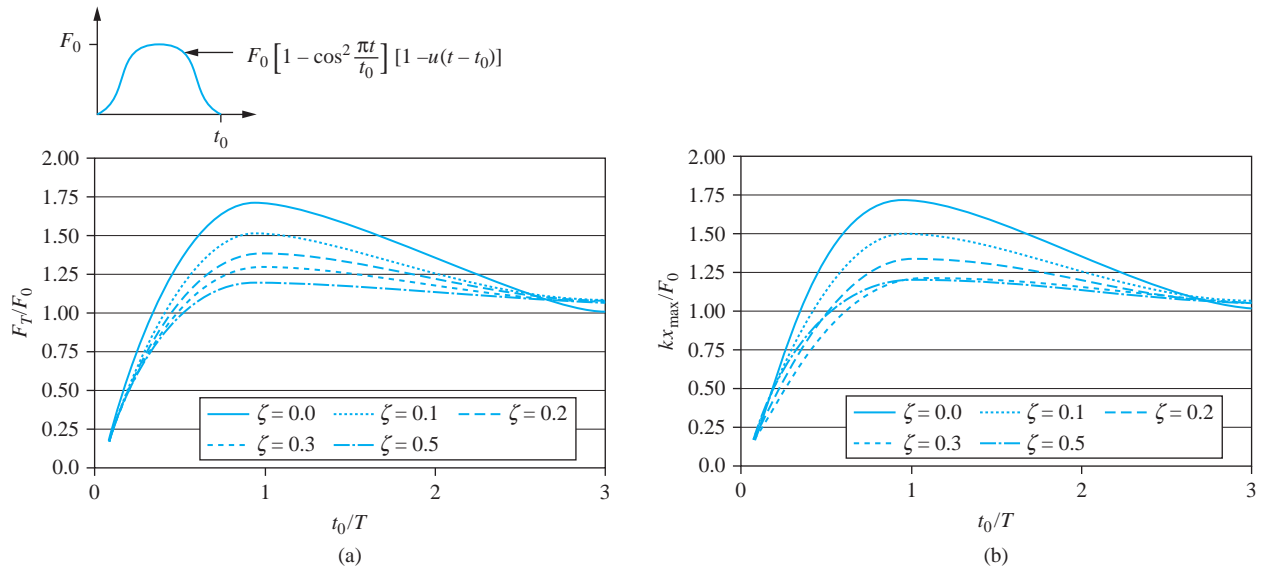 F₀
F₀ [1 – cos² πt/t₀] [1 –u(t – t₀)]
t₀
2.00
1.75
1.50
1.25
1.00
0.75
0.50
0.25
0.0
F_T/F₀
ζ = 0.0 ζ = 0.1 ζ = 0.2
ζ = 0.3 ζ = 0.5
0 1 2 3
t₀/T
(a)
2.00
1.75
1.50
1.25
1.00
0.75
0.50
0.25
0.0
kx_max/F₀
ζ = 0.0 ζ = 0.1 ζ = 0.2
ζ = 0.3 ζ = 0.5
0 1 2 3
t₀/T
(b)